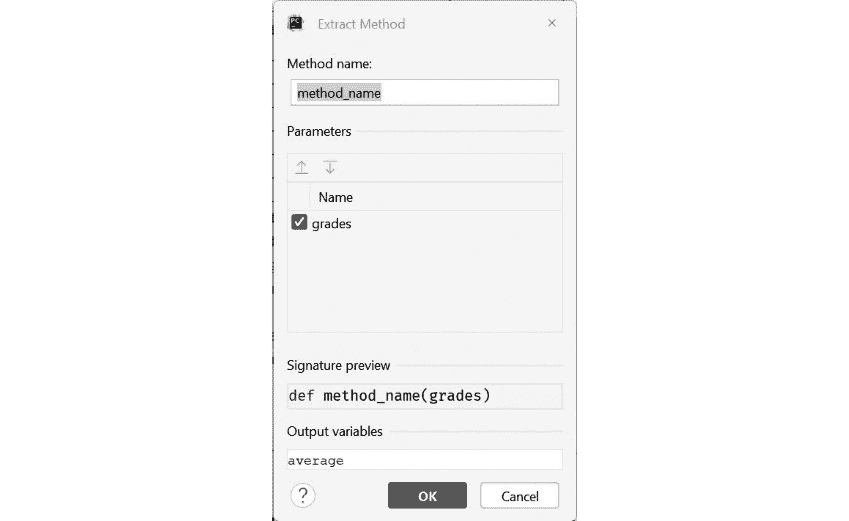 PC
Extract Method
Method name:
method_name
Parameters
Name
grades
Signature preview
def method_name(grades)
Output variables
average
?
OK
Cancel